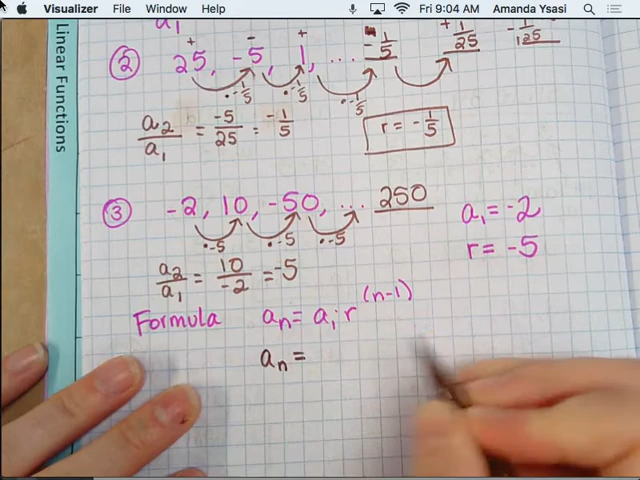 Visualizer File Window Help Fri 9:04 AM Amanda Ysasi
a₁
Linear Functions
+ - + - + -
② 25, -5, 1, ... -1/5 +1/25 -1/125
·-1/5 ·-1/5 ·-1/5
a₂/a₁ = -5/25 = -1/5 r = -1/5
③ -2, 10, -50, ... 250 a₁ = -2
·-5 ·-5 ·-5 r = -5
a₂/a₁ = 10/-2 = -5
Formula aₙ = a₁·r^(n-1)
aₙ =